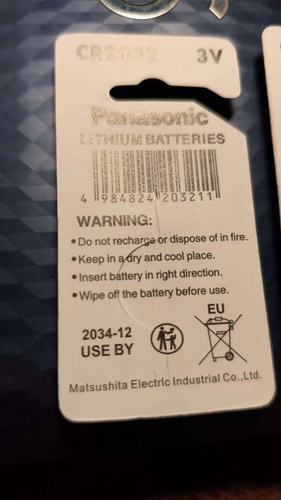 CR2032 3V
Panasonic
LITHIUM BATTERIES
4 984824 203211
WARNING:
• Do not recharge or dispose of in fire.
• Keep in a dry and cool place.
• Insert battery in right direction.
• Wipe off the battery before use.
2034-12
USE BY
EU
Matsushita Electric Industrial Co.,Ltd.